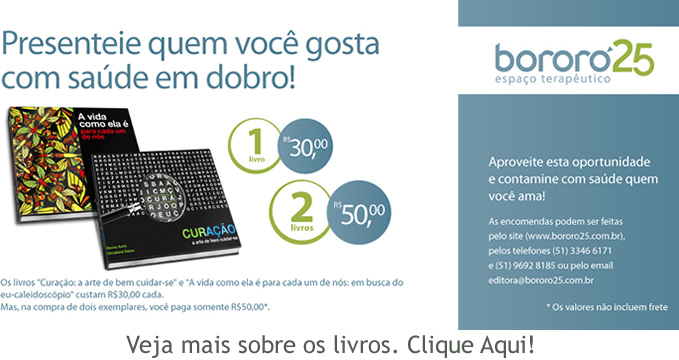 Presenteie quem você gosta
com saúde em dobro!
A vida
como ela é
para cada um
de nós
CURAÇÃO
a arte de bem cuidar-se
1
livro
R$
30,00
2
livros
R$
50,00
Os livros "Curação: a arte de bem cuidar-se" e "A vida como ela é para cada um de nós: em busca do
eu-caleidoscópio" custam R$30,00 cada.
Mas, na compra de dois exemplares, você paga somente R$50,00*.
bororó25
espaço terapêutico
Aproveite esta oportunidade
e contamine com saúde quem
você ama!
As encomendas podem ser feitas
pelo site (www.bororo25.com.br),
pelos telefones (51) 3346 6171
e (51) 9692 8185 ou pelo email
editora@bororo25.com.br
* Os valores não incluem frete
Veja mais sobre os livros. Clique Aqui!